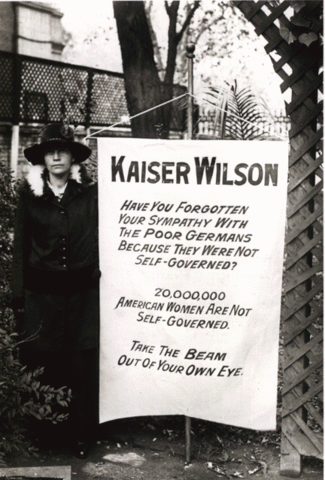 KAISER WILSON
HAVE YOU FORGOTTEN
YOUR SYMPATHY WITH
THE POOR GERMANS
BECAUSE THEY WERE NOT
SELF-GOVERNED?
20,000,000
AMERICAN WOMEN ARE NOT
SELF-GOVERNED.
TAKE THE BEAM
OUT OF YOUR OWN EYE.